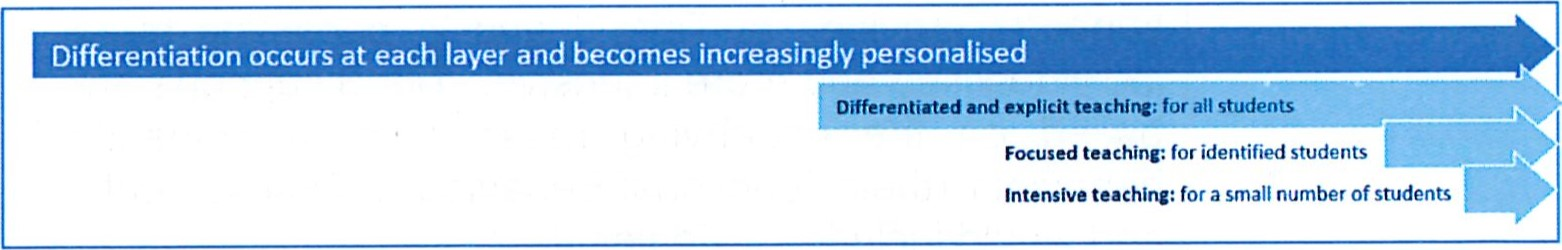 Differentiation occurs at each layer and becomes increasingly personalised
Differentiated and explicit teaching: for all students
Focused teaching: for identified students
Intensive teaching: for a small number of students